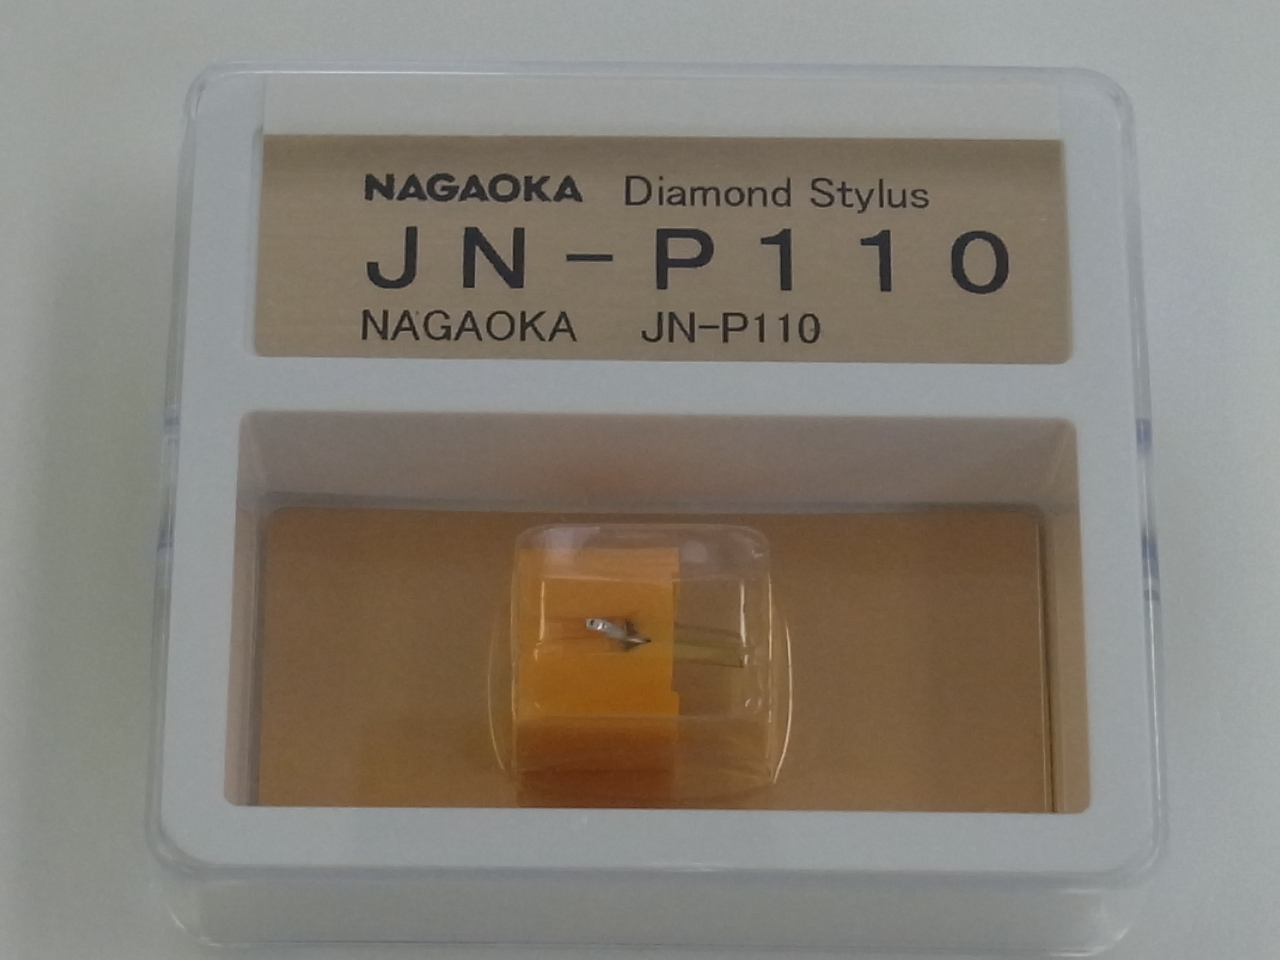 NAGAOKA Diamond Stylus
JN-P110
NAGAOKA JN-P110